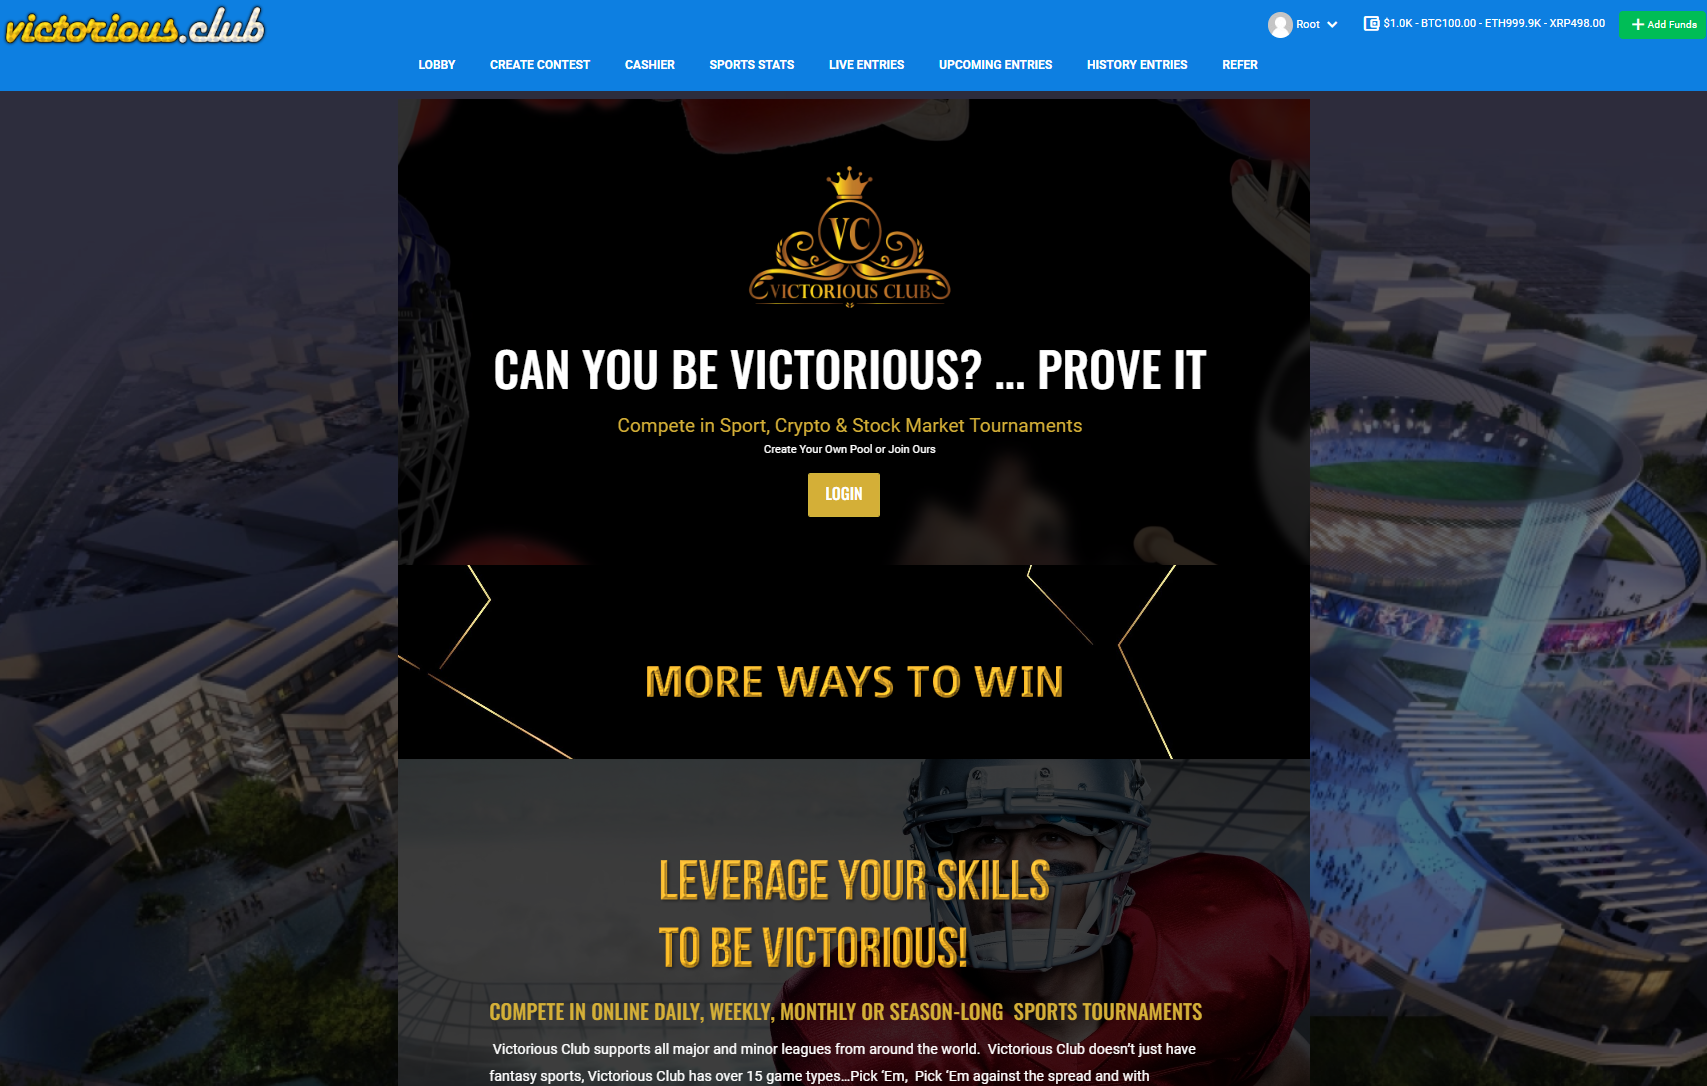 victorious.club
Root
$1.0K - BTC100.00 - ETH999.9K - XRP498.00
Add Funds
LOBBY
CREATE CONTEST
CASHIER
SPORTS STATS
LIVE ENTRIES
UPCOMING ENTRIES
HISTORY ENTRIES
REFER
VC
VICTORIOUS CLUB
CAN YOU BE VICTORIOUS? ... PROVE IT
Compete in Sport, Crypto & Stock Market Tournaments
Create Your Own Pool or Join Ours
LOGIN
MORE WAYS TO WIN
LEVERAGE YOUR SKILLS
TO BE VICTORIOUS!
COMPETE IN ONLINE DAILY, WEEKLY, MONTHLY OR SEASON-LONG SPORTS TOURNAMENTS
Victorious Club supports all major and minor leagues from around the world. Victorious Club doesn't just have
fantasy sports, Victorious Club has over 15 game types...Pick 'Em, Pick 'Em against the spread and with